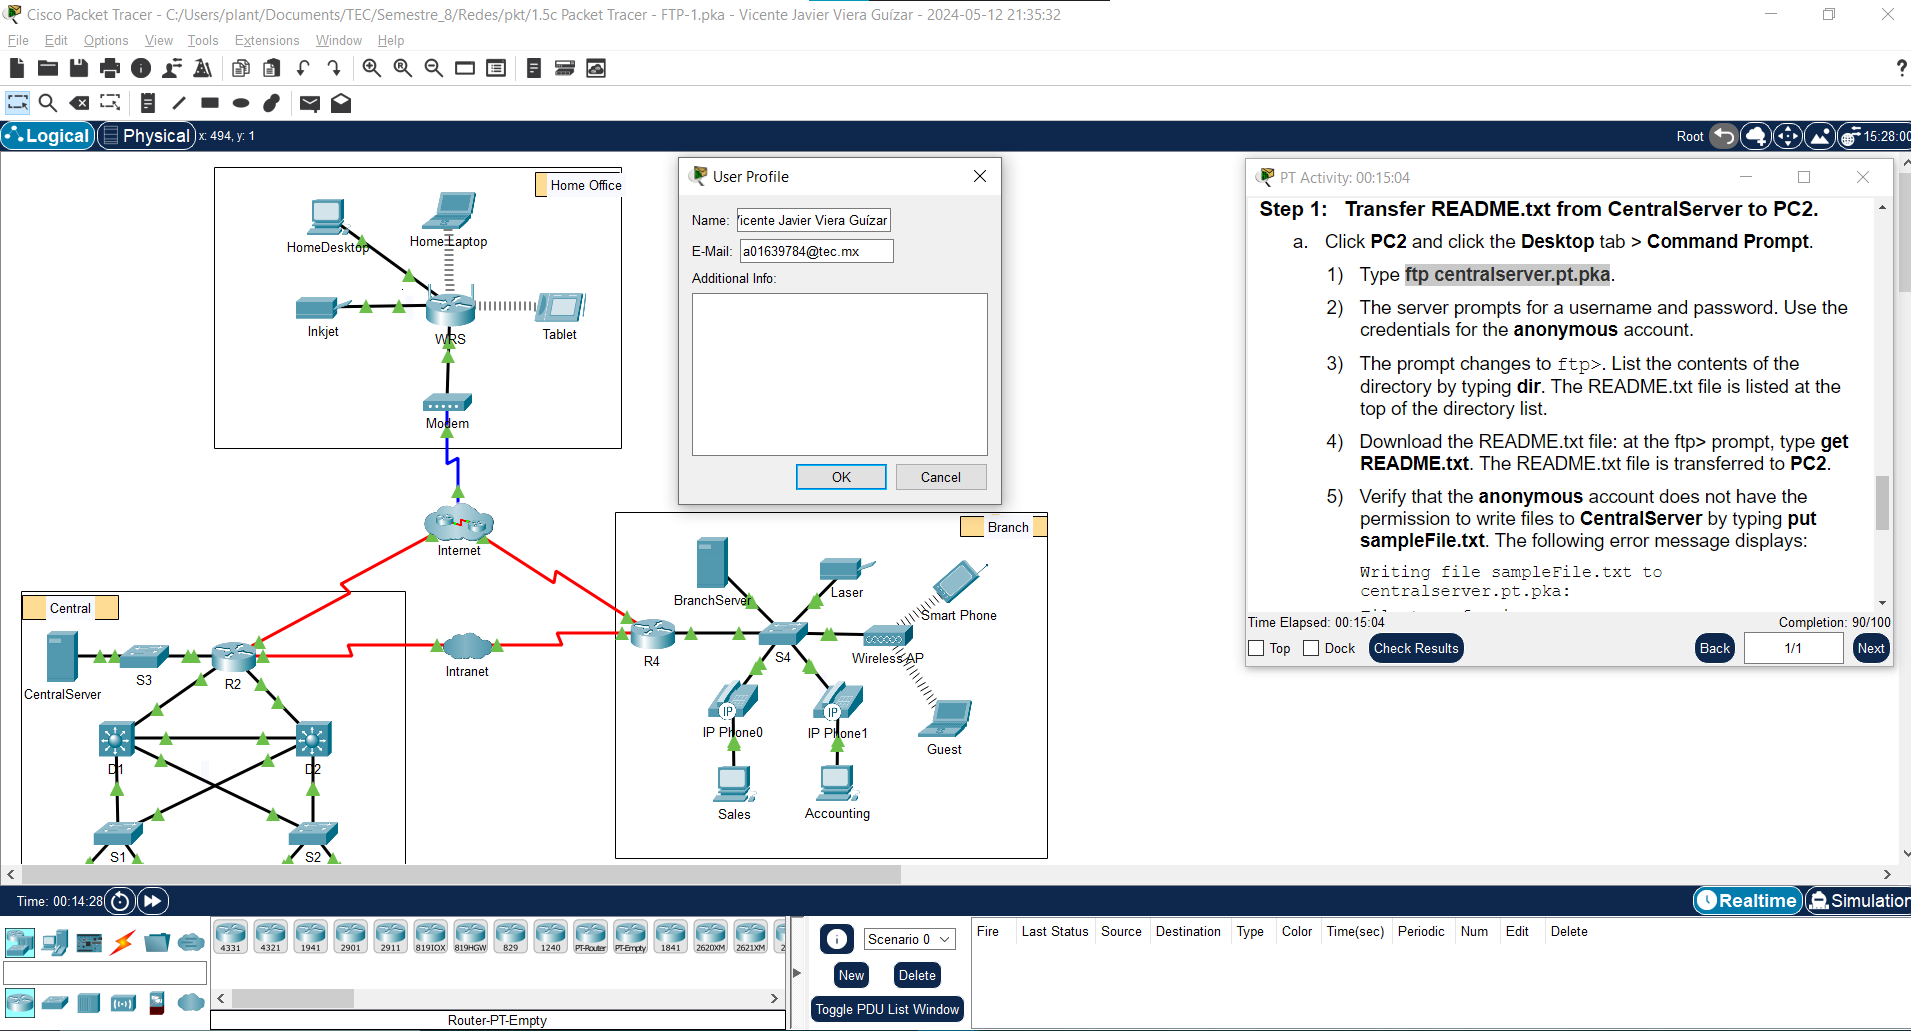 Cisco Packet Tracer - C:/Users/plant/Documents/TEC/Semestre_8/Redes/pkt/1.5c Packet Tracer - FTP-1.pka - Vicente Javier Viera Guízar - 2024-05-12 21:35:32
File Edit Options View Tools Extensions Window Help
?
Logical Physical x: 494, y: 1
Root 15:28:00
Home Office
HomeDesktop
Home Laptop
Inkjet
WRS
Tablet
Modem
Internet
Central
CentralServer
S3
R2
Intranet
D1
D2
S1
S2
Branch
BranchServer
Laser
Smart Phone
R4
S4
Wireless AP
IP
IP
IP Phone0
IP Phone1
Guest
Sales
Accounting
User Profile
Name: Vicente Javier Viera Guízar
E-Mail: a01639784@tec.mx
Additional Info:
OK Cancel
PT Activity: 00:15:04
Step 1: Transfer README.txt from CentralServer to PC2.
a. Click PC2 and click the Desktop tab > Command Prompt.
1) Type ftp centralserver.pt.pka.
2) The server prompts for a username and password. Use the
credentials for the anonymous account.
3) The prompt changes to ftp>. List the contents of the
directory by typing dir. The README.txt file is listed at the
top of the directory list.
4) Download the README.txt file: at the ftp> prompt, type get
README.txt. The README.txt file is transferred to PC2.
5) Verify that the anonymous account does not have the
permission to write files to CentralServer by typing put
sampleFile.txt. The following error message displays:
Writing file sampleFile.txt to
centralserver.pt.pka:
Time Elapsed: 00:15:04 Completion: 90/100
Top Dock Check Results Back 1/1 Next
Time: 00:14:28
Realtime Simulation
4331 4321 1941 2901 2911 819IOX 819HGW 829 1240 PT-Router PT-Empty 1841 2620XM 2621XM 2
Router-PT-Empty
Scenario 0
New Delete
Toggle PDU List Window
Fire Last Status Source Destination Type Color Time(sec) Periodic Num Edit Delete